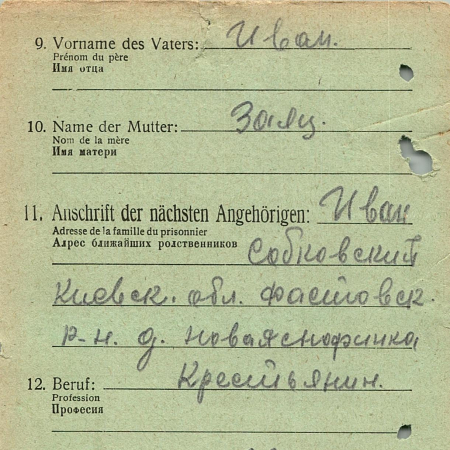 9. Vorname des Vaters: Иван.
Prénom du père
Имя отца
10. Name der Mutter: Заяц.
Nom de la mère
Имя матери
11. Anschrift der nächsten Angehörigen: Иван
Adresse de la famille du prisonnier
Адрес ближайших родственников Собковский
Киевск. обл. Фастовск.
р-н. д. Новаяснофинка
12. Beruf: Крестьянин.
Profession
Професия